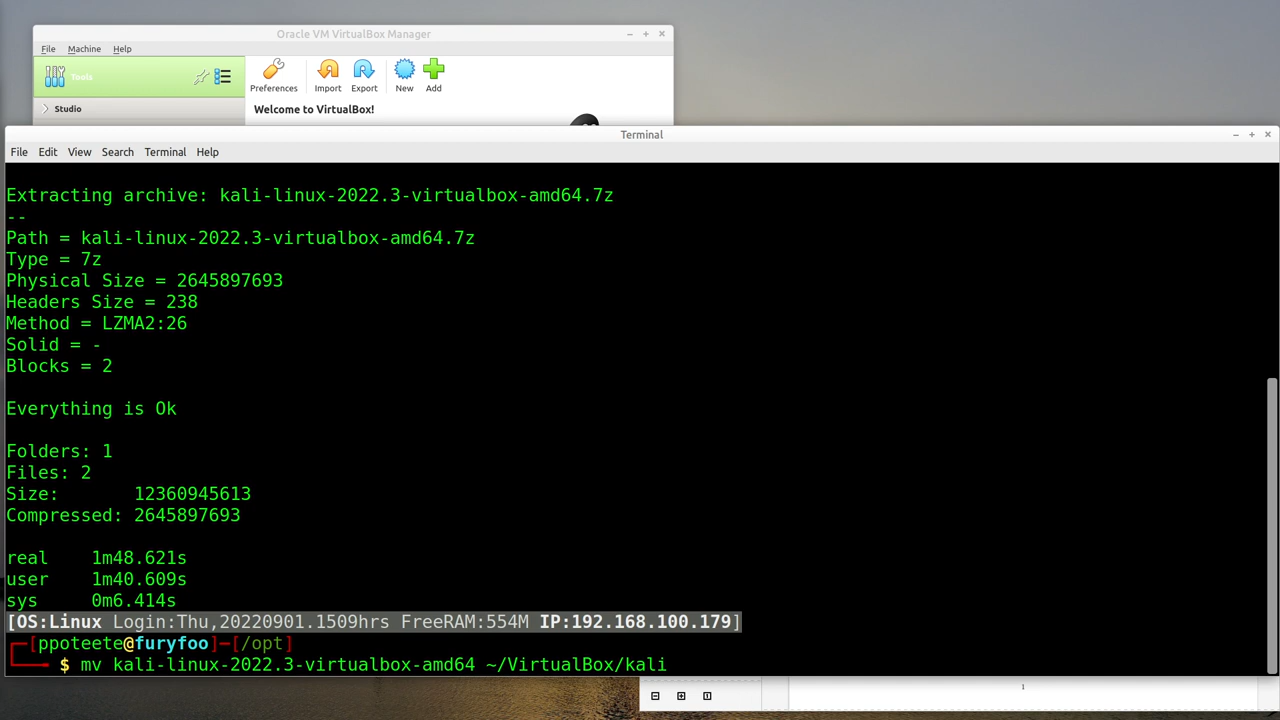 Oracle VM VirtualBox Manager
File Machine Help
Tools
Preferences Import Export New Add
Studio
Welcome to VirtualBox!
Terminal
File Edit View Search Terminal Help
Extracting archive: kali-linux-2022.3-virtualbox-amd64.7z
--
Path = kali-linux-2022.3-virtualbox-amd64.7z
Type = 7z
Physical Size = 2645897693
Headers Size = 238
Method = LZMA2:26
Solid = -
Blocks = 2
Everything is Ok
Folders: 1
Files: 2
Size:       12360945613
Compressed: 2645897693
real    1m48.621s
user    1m40.609s
sys     0m6.414s
[OS:Linux Login:Thu,20220901.1509hrs FreeRAM:554M IP:192.168.100.179]
┌─[ppoteete@furyfoo]─[/opt]
└──╼ $ mv kali-linux-2022.3-virtualbox-amd64 ~/VirtualBox/kali
1